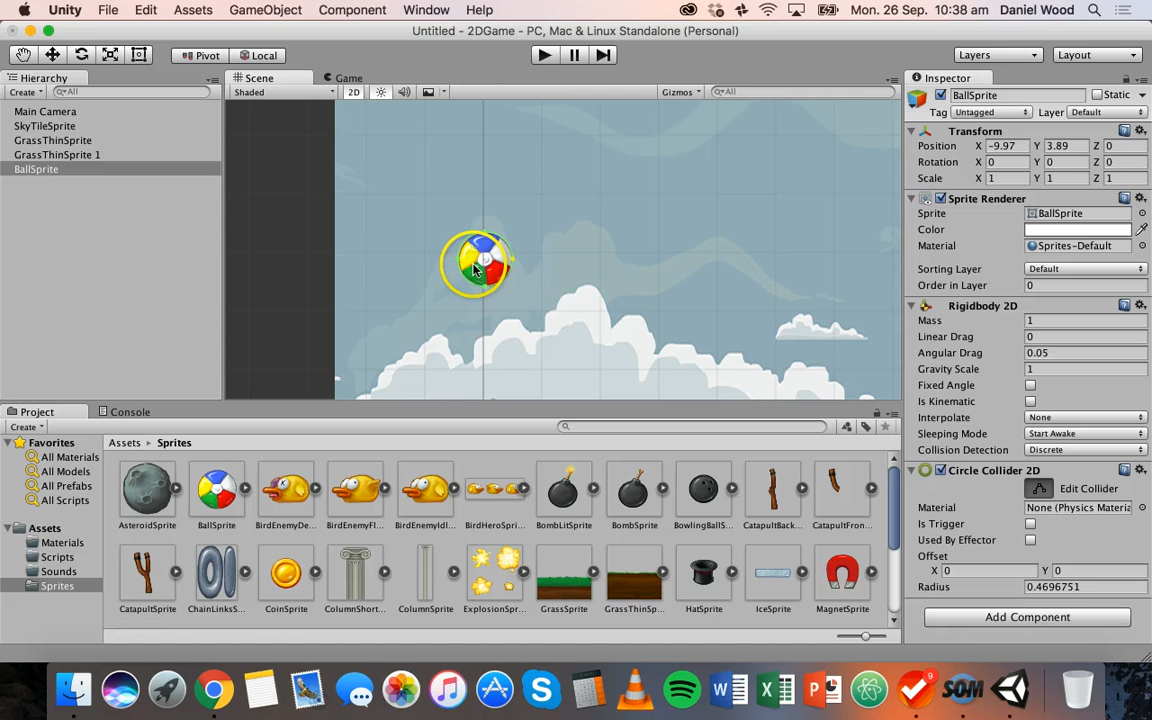 Unity File Edit Assets GameObject Component Window Help Mon. 26 Sep. 10:38 am Daniel Wood
Untitled - 2DGame - PC, Mac & Linux Standalone (Personal)
Pivot Local Layers Layout
Hierarchy Scene Game Inspector
Create All Shaded 2D Gizmos All BallSprite Static
Tag Untagged Layer Default
Main Camera
SkyTileSprite
GrassThinSprite
GrassThinSprite 1
BallSprite
Transform
Position X -9.97 Y 3.89 Z 0
Rotation X 0 Y 0 Z 0
Scale X 1 Y 1 Z 1
Sprite Renderer
Sprite BallSprite
Color
Material Sprites-Default
Sorting Layer Default
Order in Layer 0
Rigidbody 2D
Mass 1
Linear Drag 0
Angular Drag 0.05
Gravity Scale 1
Fixed Angle
Is Kinematic
Interpolate None
Sleeping Mode Start Awake
Collision Detection Discrete
Circle Collider 2D
Edit Collider
Material None (Physics Materia
Is Trigger
Used By Effector
Offset
X 0 Y 0
Radius 0.4696751
Add Component
Project Console
Create
Favorites
All Materials
All Models
All Prefabs
All Scripts
Assets
Materials
Scripts
Sounds
Sprites
Assets Sprites
AsteroidSprite BallSprite BirdEnemyDe... BirdEnemyFl... BirdEnemyIdl... BirdHeroSpri... BombLitSprite BombSprite BowlingBallS... CatapultBack... CatapultFron...
CatapultSprite ChainLinksS... CoinSprite ColumnShort... ColumnSprite ExplosionSpr... GrassSprite GrassThinSp... HatSprite IceSprite MagnetSprite
9 SOM